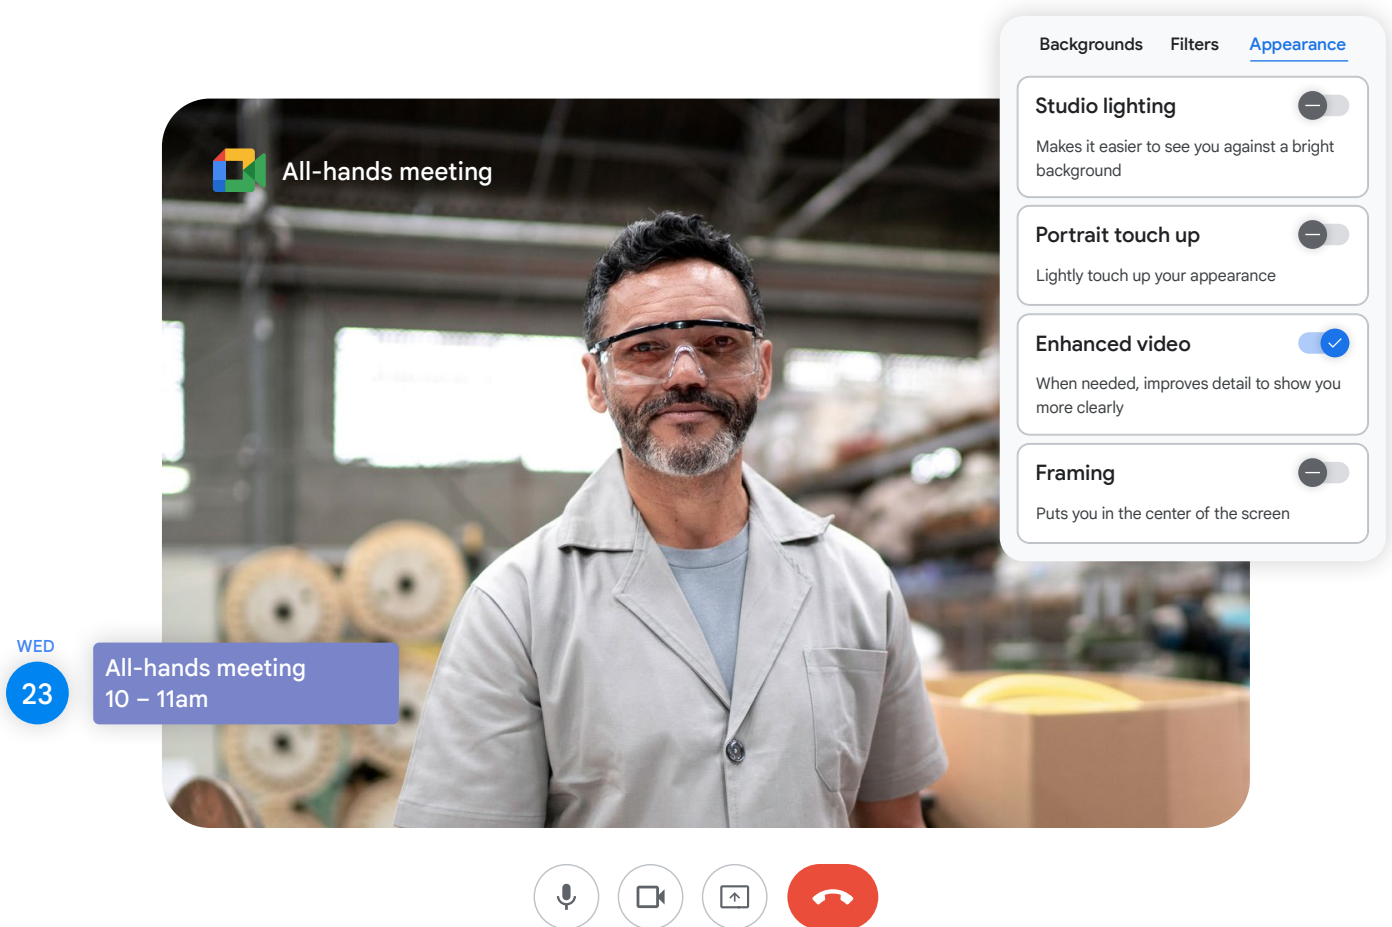 Backgrounds Filters Appearance
Studio lighting
Makes it easier to see you against a bright
background
Portrait touch up
Lightly touch up your appearance
Enhanced video
When needed, improves detail to show you
more clearly
Framing
Puts you in the center of the screen
All-hands meeting
WED
23
All-hands meeting
10 – 11am